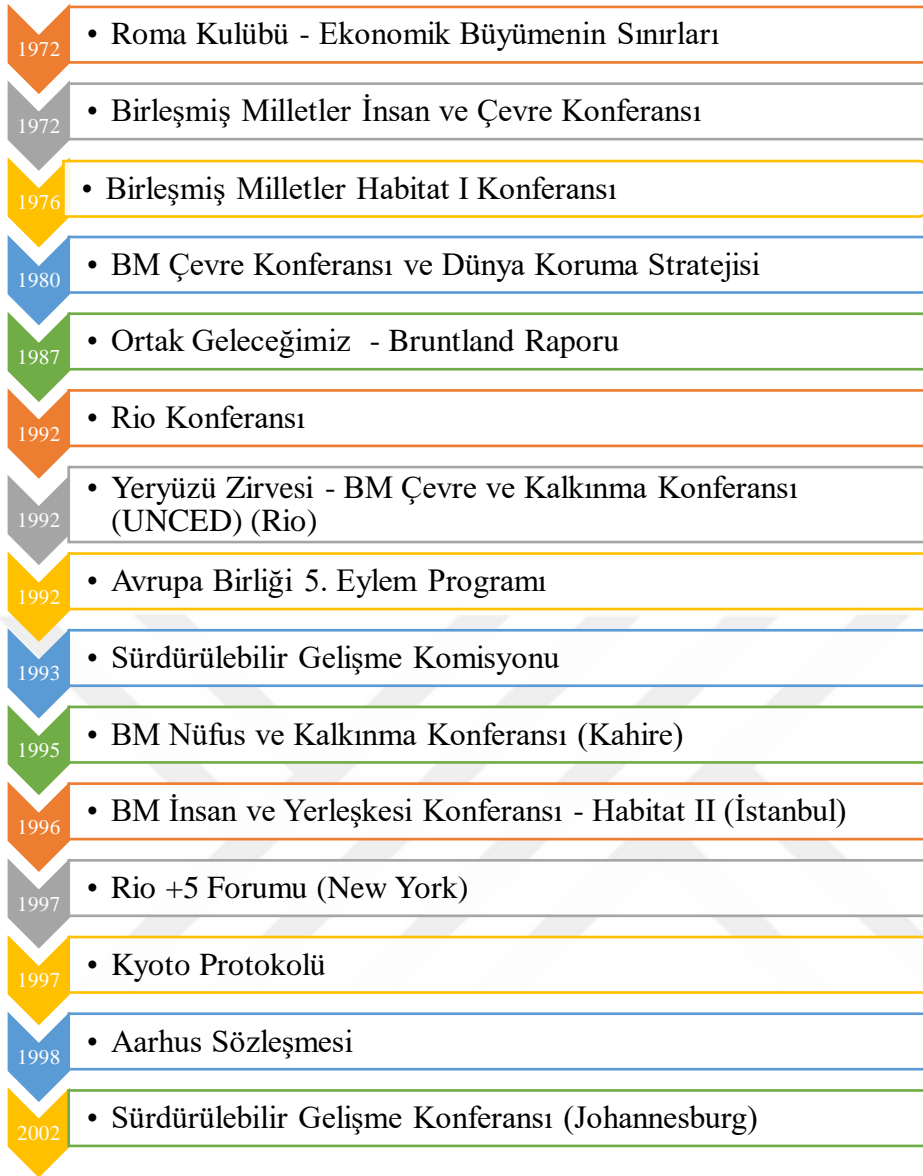 1972
• Roma Kulübü - Ekonomik Büyümenin Sınırları
1972
• Birleşmiş Milletler İnsan ve Çevre Konferansı
1976
• Birleşmiş Milletler Habitat I Konferansı
1980
• BM Çevre Konferansı ve Dünya Koruma Stratejisi
1987
• Ortak Geleceğimiz - Bruntland Raporu
1992
• Rio Konferansı
1992
• Yeryüzü Zirvesi - BM Çevre ve Kalkınma Konferansı
(UNCED) (Rio)
1992
• Avrupa Birliği 5. Eylem Programı
1993
• Sürdürülebilir Gelişme Komisyonu
1995
• BM Nüfus ve Kalkınma Konferansı (Kahire)
1996
• BM İnsan ve Yerleşkesi Konferansı - Habitat II (İstanbul)
1997
• Rio +5 Forumu (New York)
1997
• Kyoto Protokolü
1998
• Aarhus Sözleşmesi
2002
• Sürdürülebilir Gelişme Konferansı (Johannesburg)